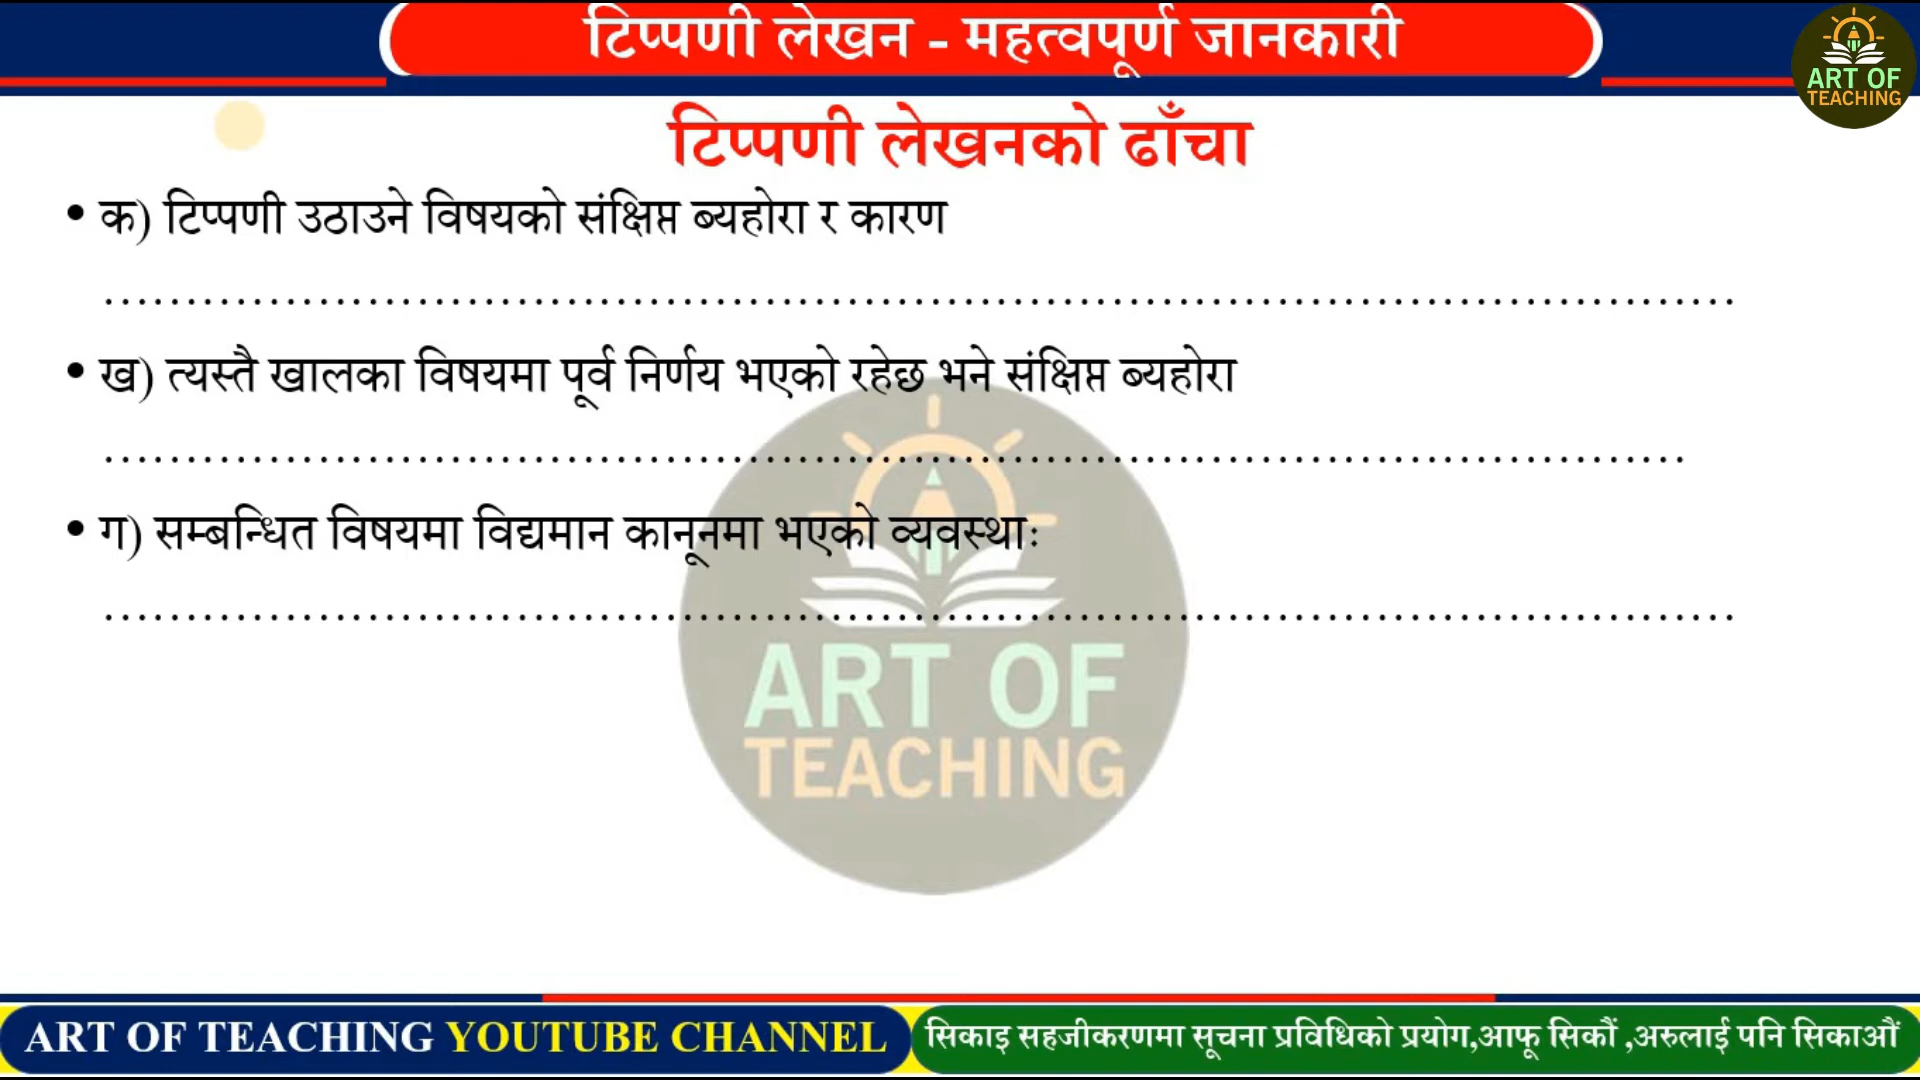 टिप्पणी लेखन - महत्वपूर्ण जानकारी
ART OF
TEACHING
टिप्पणी लेखनको ढाँचा
• क) टिप्पणी उठाउने विषयको संक्षिप्त ब्यहोरा र कारण
....................................................................................................
• ख) त्यस्तै खालका विषयमा पूर्व निर्णय भएको रहेछ भने संक्षिप्त ब्यहोरा
.................................................................................................
• ग) सम्बन्धित विषयमा विद्यमान कानूनमा भएको व्यवस्थाः
....................................................................................................
ART OF
TEACHING
ART OF TEACHING YOUTUBE CHANNEL
सिकाइ सहजीकरणमा सूचना प्रविधिको प्रयोग,आफू सिकौं ,अरुलाई पनि सिकाऔं